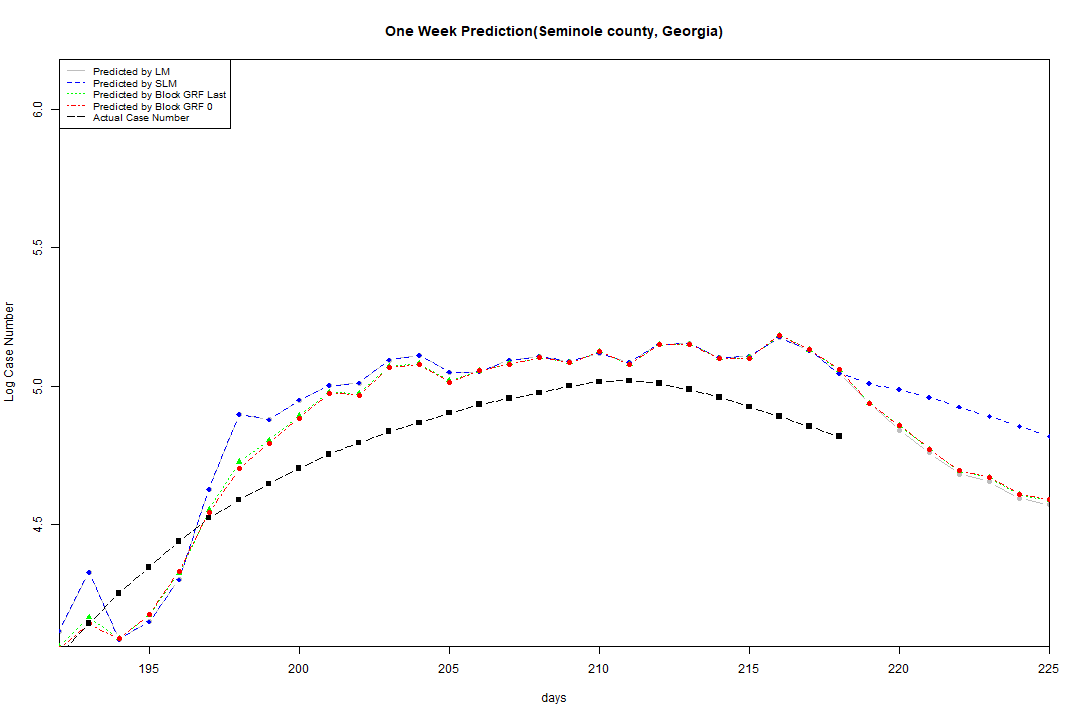 One Week Prediction(Seminole county, Georgia)
Predicted by LM
Predicted by SLM
Predicted by Block GRF Last
Predicted by Block GRF 0
Actual Case Number
6.0
5.5
5.0
4.5
Log Case Number
195 200 205 210 215 220 225
days